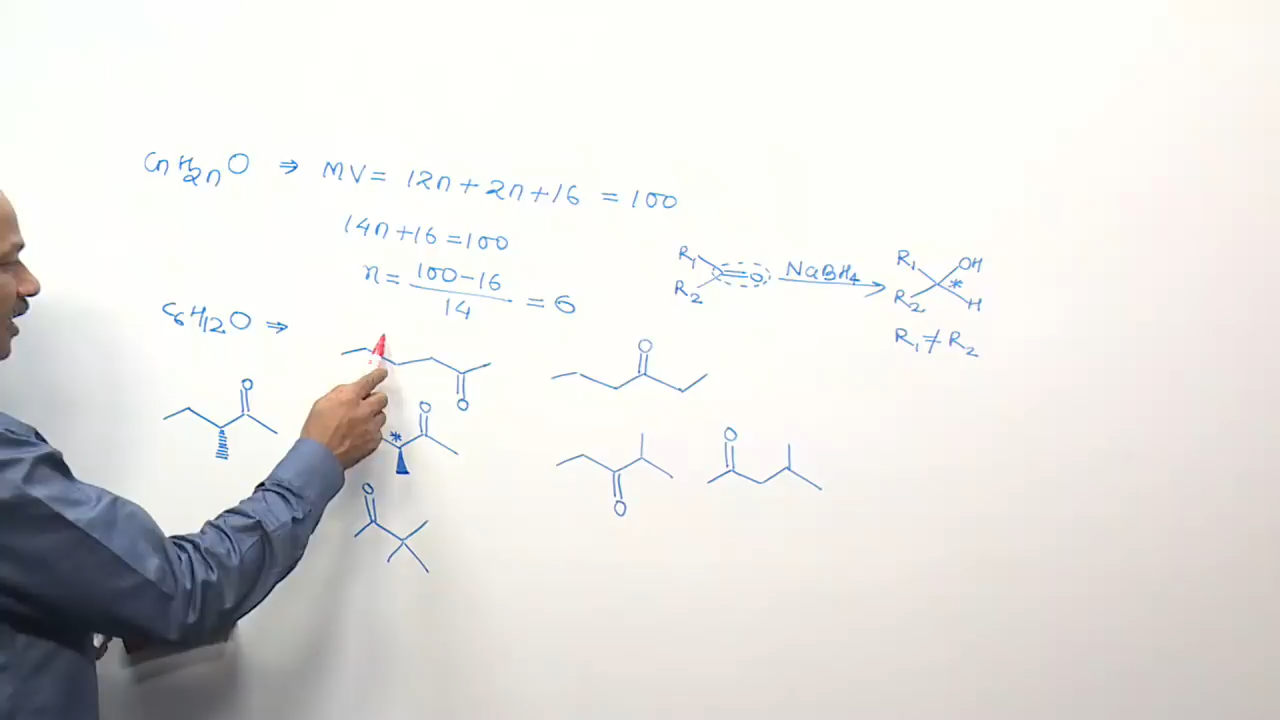 CnH2nO ⇒ MV = 12n + 2n + 16 = 100
14n + 16 = 100
n = 100 - 16 / 14 = 6
C6H12O ⇒
R1 R2 =O NaBH4 → R1 R2 OH * H
R1 ≠ R2
O
O
O
O *
O
O
O